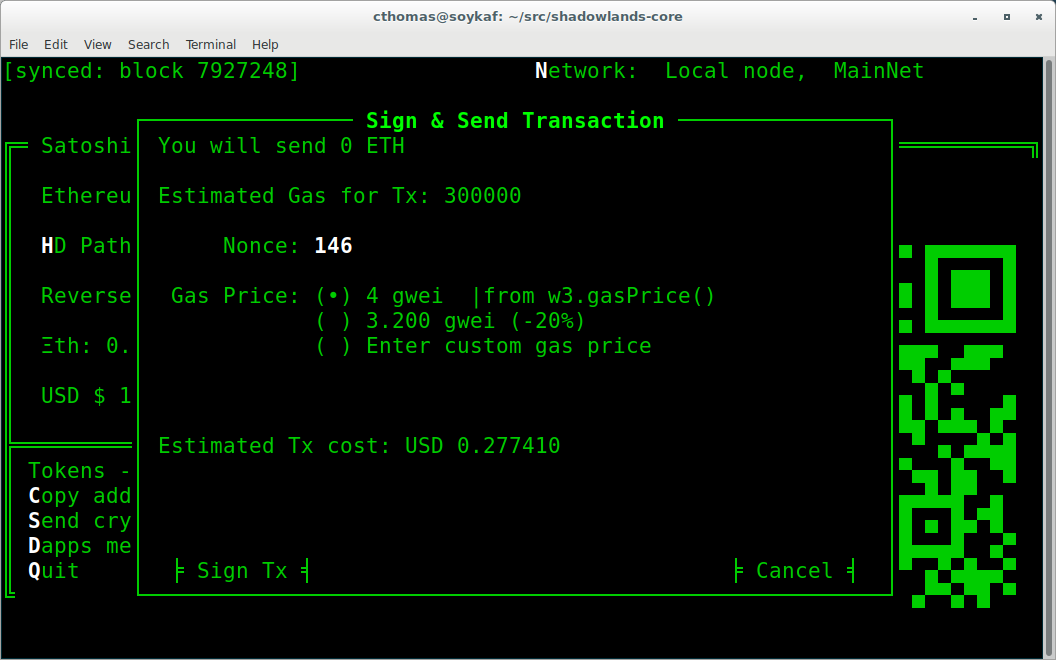 cthomas@soykaf: ~/src/shadowlands-core
File Edit View Search Terminal Help
[synced: block 7927248] Network: Local node, MainNet
Sign & Send Transaction
Satoshi
You will send 0 ETH
Ethereu
Estimated Gas for Tx: 300000
HD Path
Nonce: 146
Reverse
Gas Price: (•) 4 gwei |from w3.gasPrice()
( ) 3.200 gwei (-20%)
Ξth: 0.
( ) Enter custom gas price
USD $ 1
Estimated Tx cost: USD 0.277410
Tokens -
Copy add
Send cry
Dapps me
Quit
Sign Tx
Cancel